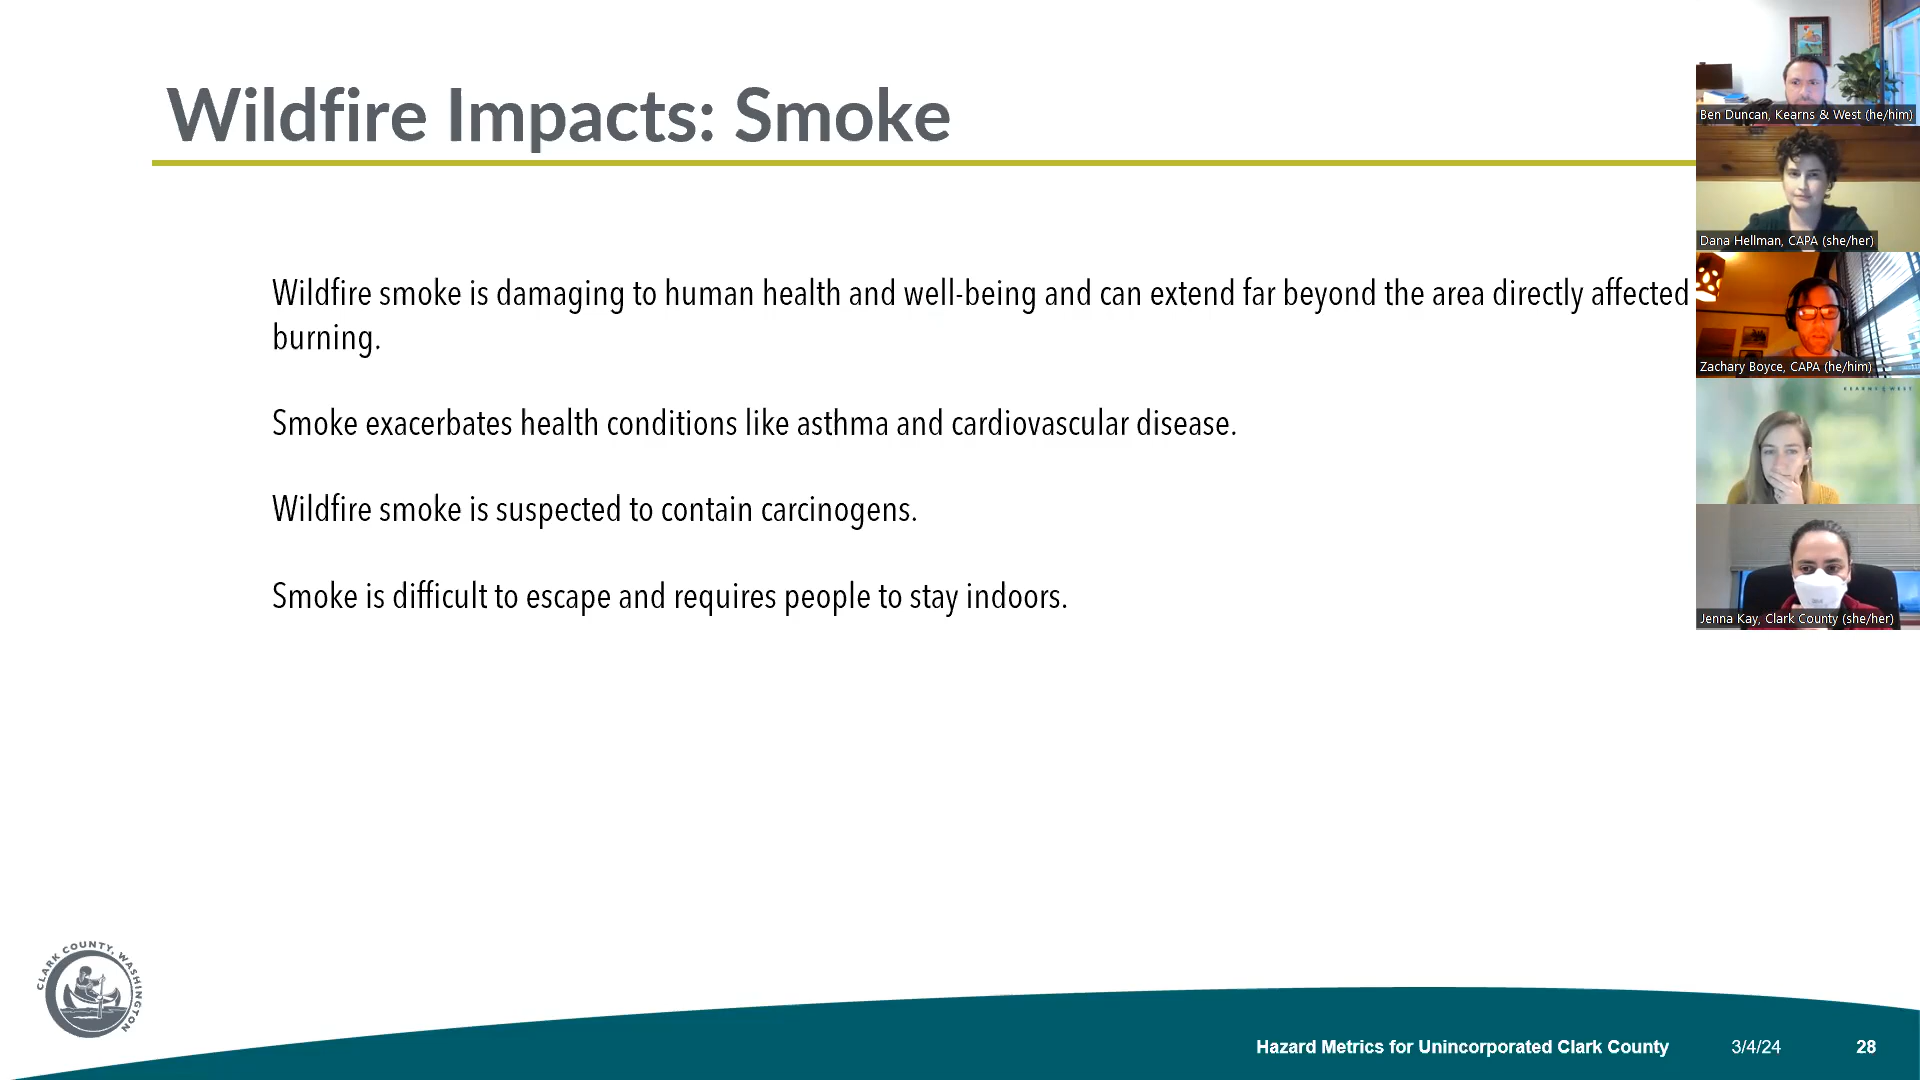 Wildfire Impacts: Smoke
Wildfire smoke is damaging to human health and well-being and can extend far beyond the area directly affected
burning.
Smoke exacerbates health conditions like asthma and cardiovascular disease.
Wildfire smoke is suspected to contain carcinogens.
Smoke is difficult to escape and requires people to stay indoors.
Ben Duncan, Kearns & West (he/him)
Dana Hellman, CAPA (she/her)
Zachary Boyce, CAPA (he/him)
KEARNS & WEST
Jenna Kay, Clark County (she/her)
CLARK COUNTY, WASHINGTON
Hazard Metrics for Unincorporated Clark County
3/4/24
28